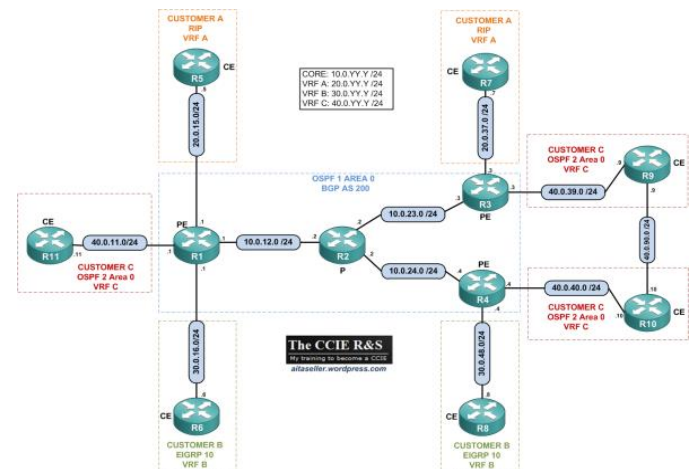 CUSTOMER A
RIP
VRF A
CE
R5
.5
20.0.15.0/24
.1
CORE: 10.0.YY.Y /24
VRF A: 20.0.YY.Y /24
VRF B: 30.0.YY.Y /24
VRF C: 40.0.YY.Y /24
CUSTOMER A
RIP
VRF A
CE
R7
.7
20.0.37.0 /24
.3
OSPF 1 AREA 0
BGP AS 200
CUSTOMER C
OSPF 2 Area 0
VRF C
R9
CE
.9
.9
40.0.39.0 /24
.3
R3
PE
.3
10.0.23.0 /24
.2
CE
R11
.11
40.0.11.0/24
.1
CUSTOMER C
OSPF 2 Area 0
VRF C
PE
R1
.1
10.0.12.0 /24
.2
R2
P
.2
10.0.24.0 /24
.4
PE
R4
.4
40.0.40.0 /24
.10
40.0.90.0 /24
.10
R10
CE
CUSTOMER C
OSPF 2 Area 0
VRF C
.1
30.0.16.0/24
.6
CE
R6
CUSTOMER B
EIGRP 10
VRF B
The CCIE R&S
My training to become a CCIE
aitaseller.wordpress.com
.4
30.0.48.0/24
.8
CE
R8
CUSTOMER B
EIGRP 10
VRF B